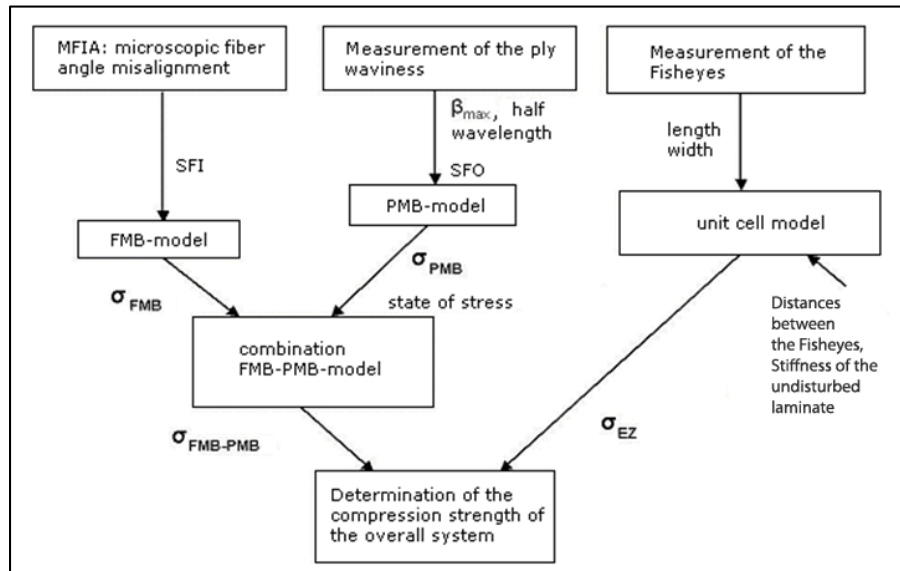 MFIA: microscopic fiber
angle misalignment
Measurement of the ply
waviness
Measurement of the
Fisheyes
βmax, half
wavelength
length
width
SFI
SFO
FMB-model
PMB-model
unit cell model
σFMB
σPMB
state of stress
Distances
between
the Fisheyes,
Stiffness of the
undisturbed
laminate
combination
FMB-PMB-model
σFMB-PMB
σEZ
Determination of the
compression strength of
the overall system